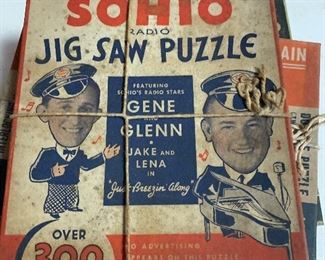 SOHIO
RADIO
JIG SAW PUZZLE
FEATURING
SOHIO'S RADIO STARS
GENE
AND
GLENN
JAKE AND
LENA
IN
"Just Breezin' Along"
OVER
300
NO ADVERTISING
APPEARS ON THIS PUZZLE
AIN
PUZZLE